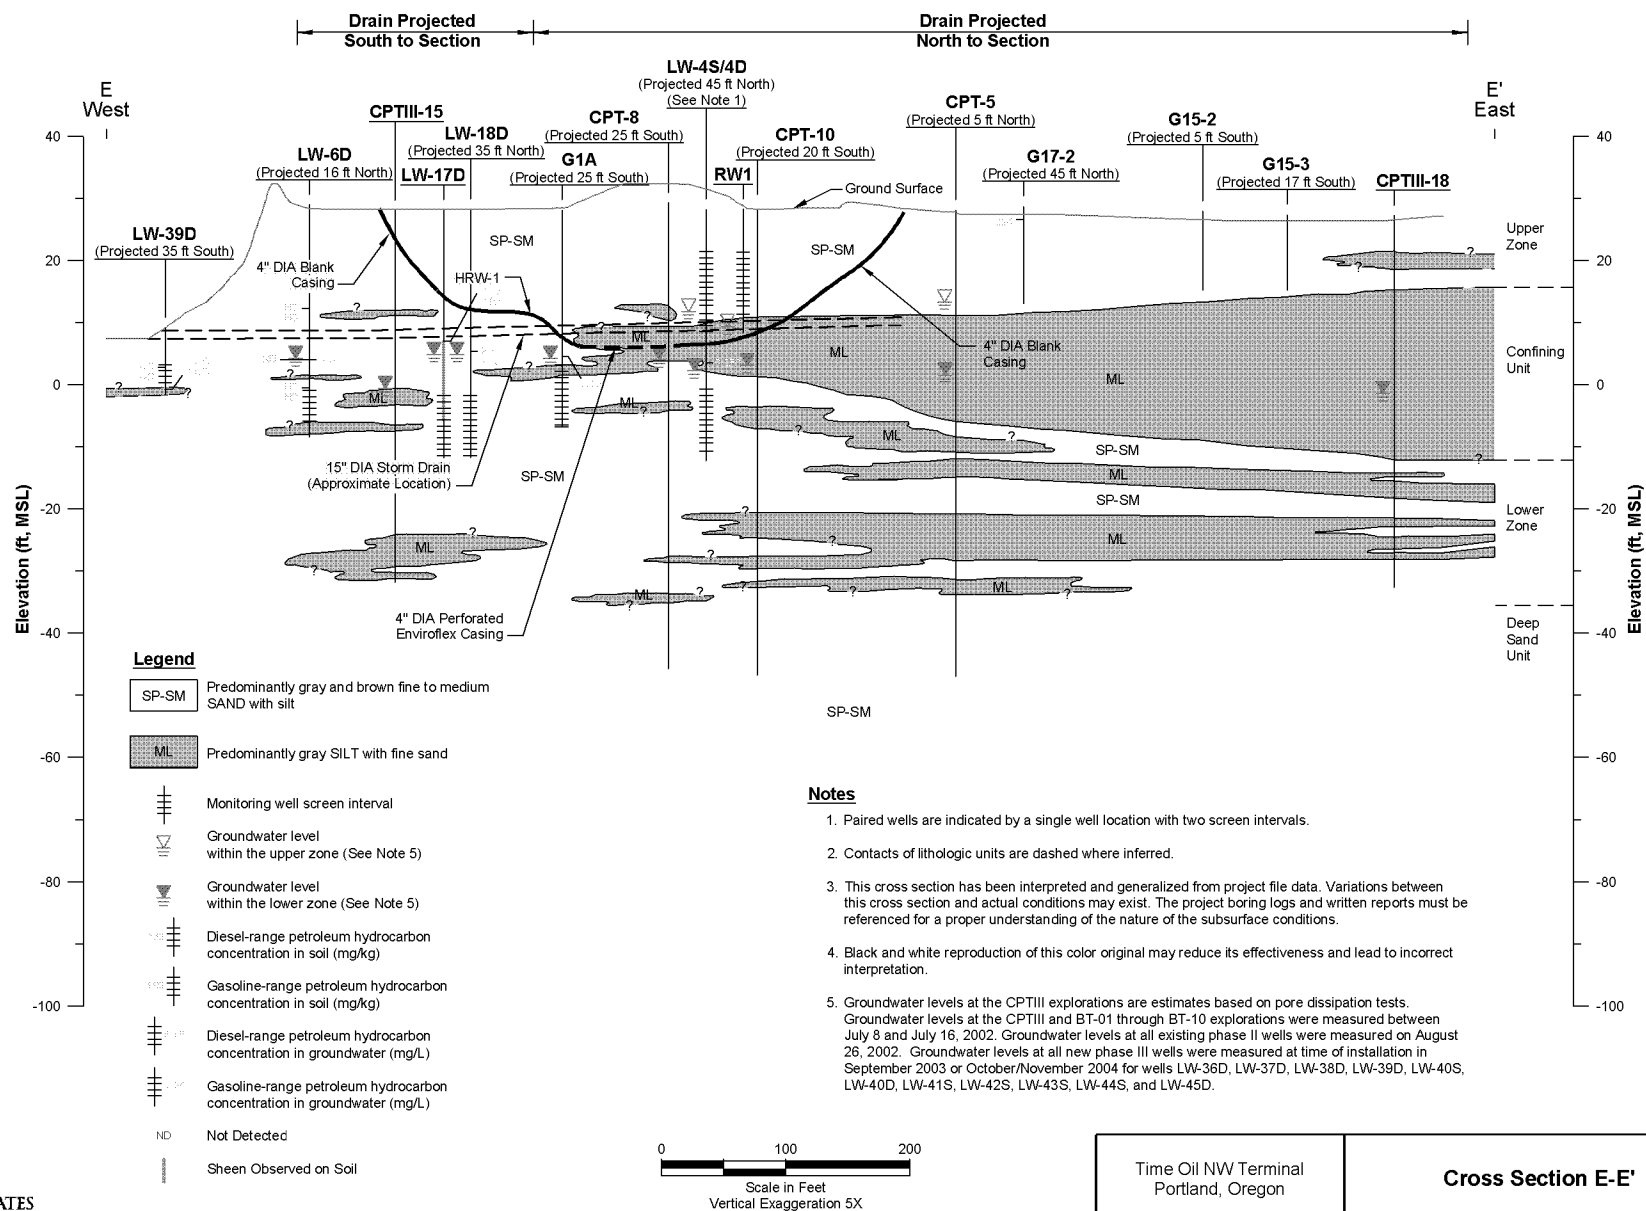 Drain Projected
South to Section
Drain Projected
North to Section
E
West
E'
East
LW-4S/4D
(Projected 45 ft North)
(See Note 1)
CPTIII-15
LW-18D
(Projected 35 ft North)
CPT-8
(Projected 25 ft South)
CPT-10
(Projected 20 ft South)
CPT-5
(Projected 5 ft North)
G15-2
(Projected 5 ft South)
LW-6D
(Projected 16 ft North)
LW-17D
G1A
(Projected 25 ft South)
RW1
G17-2
(Projected 45 ft North)
G15-3
(Projected 17 ft South)
CPTIII-18
LW-39D
(Projected 35 ft South)
Ground Surface
4" DIA Blank
Casing
HRW-1
SP-SM
SP-SM
4" DIA Blank
Casing
15" DIA Storm Drain
(Approximate Location)
4" DIA Perforated
Enviroflex Casing
ML
ML
ML
ML
ML
ML
SP-SM
ML
SP-SM
SP-SM
ML
ML
ML
ML
SP-SM
? ? ? ? ? ? ? ? ? ? ? ? ? ? ? ? ? ? ? ? ? ? ? ? ?
40
20
0
-20
-40
-60
-80
-100
Elevation (ft, MSL)
40
20
0
-20
-40
-60
-80
-100
Elevation (ft, MSL)
Upper
Zone
Confining
Unit
Lower
Zone
Deep
Sand
Unit
Legend
SP-SM
Predominantly gray and brown fine to medium
SAND with silt
ML
Predominantly gray SILT with fine sand
Monitoring well screen interval
Groundwater level
within the upper zone (See Note 5)
Groundwater level
within the lower zone (See Note 5)
Diesel-range petroleum hydrocarbon
concentration in soil (mg/kg)
Gasoline-range petroleum hydrocarbon
concentration in soil (mg/kg)
Diesel-range petroleum hydrocarbon
concentration in groundwater (mg/L)
Gasoline-range petroleum hydrocarbon
concentration in groundwater (mg/L)
ND Not Detected
Sheen Observed on Soil
Notes
1. Paired wells are indicated by a single well location with two screen intervals.
2. Contacts of lithologic units are dashed where inferred.
3. This cross section has been interpreted and generalized from project file data. Variations between
this cross section and actual conditions may exist. The project boring logs and written reports must be
referenced for a proper understanding of the nature of the subsurface conditions.
4. Black and white reproduction of this color original may reduce its effectiveness and lead to incorrect
interpretation.
5. Groundwater levels at the CPTIII explorations are estimates based on pore dissipation tests.
Groundwater levels at the CPTIII and BT-01 through BT-10 explorations were measured between
July 8 and July 16, 2002. Groundwater levels at all existing phase II wells were measured on August
26, 2002. Groundwater levels at all new phase III wells were measured at time of installation in
September 2003 or October/November 2004 for wells LW-36D, LW-37D, LW-38D, LW-39D, LW-40S,
LW-40D, LW-41S, LW-42S, LW-43S, LW-44S, and LW-45D.
0 100 200
Scale in Feet
Vertical Exaggeration 5X
Time Oil NW Terminal
Portland, Oregon
Cross Section E-E'
ATES